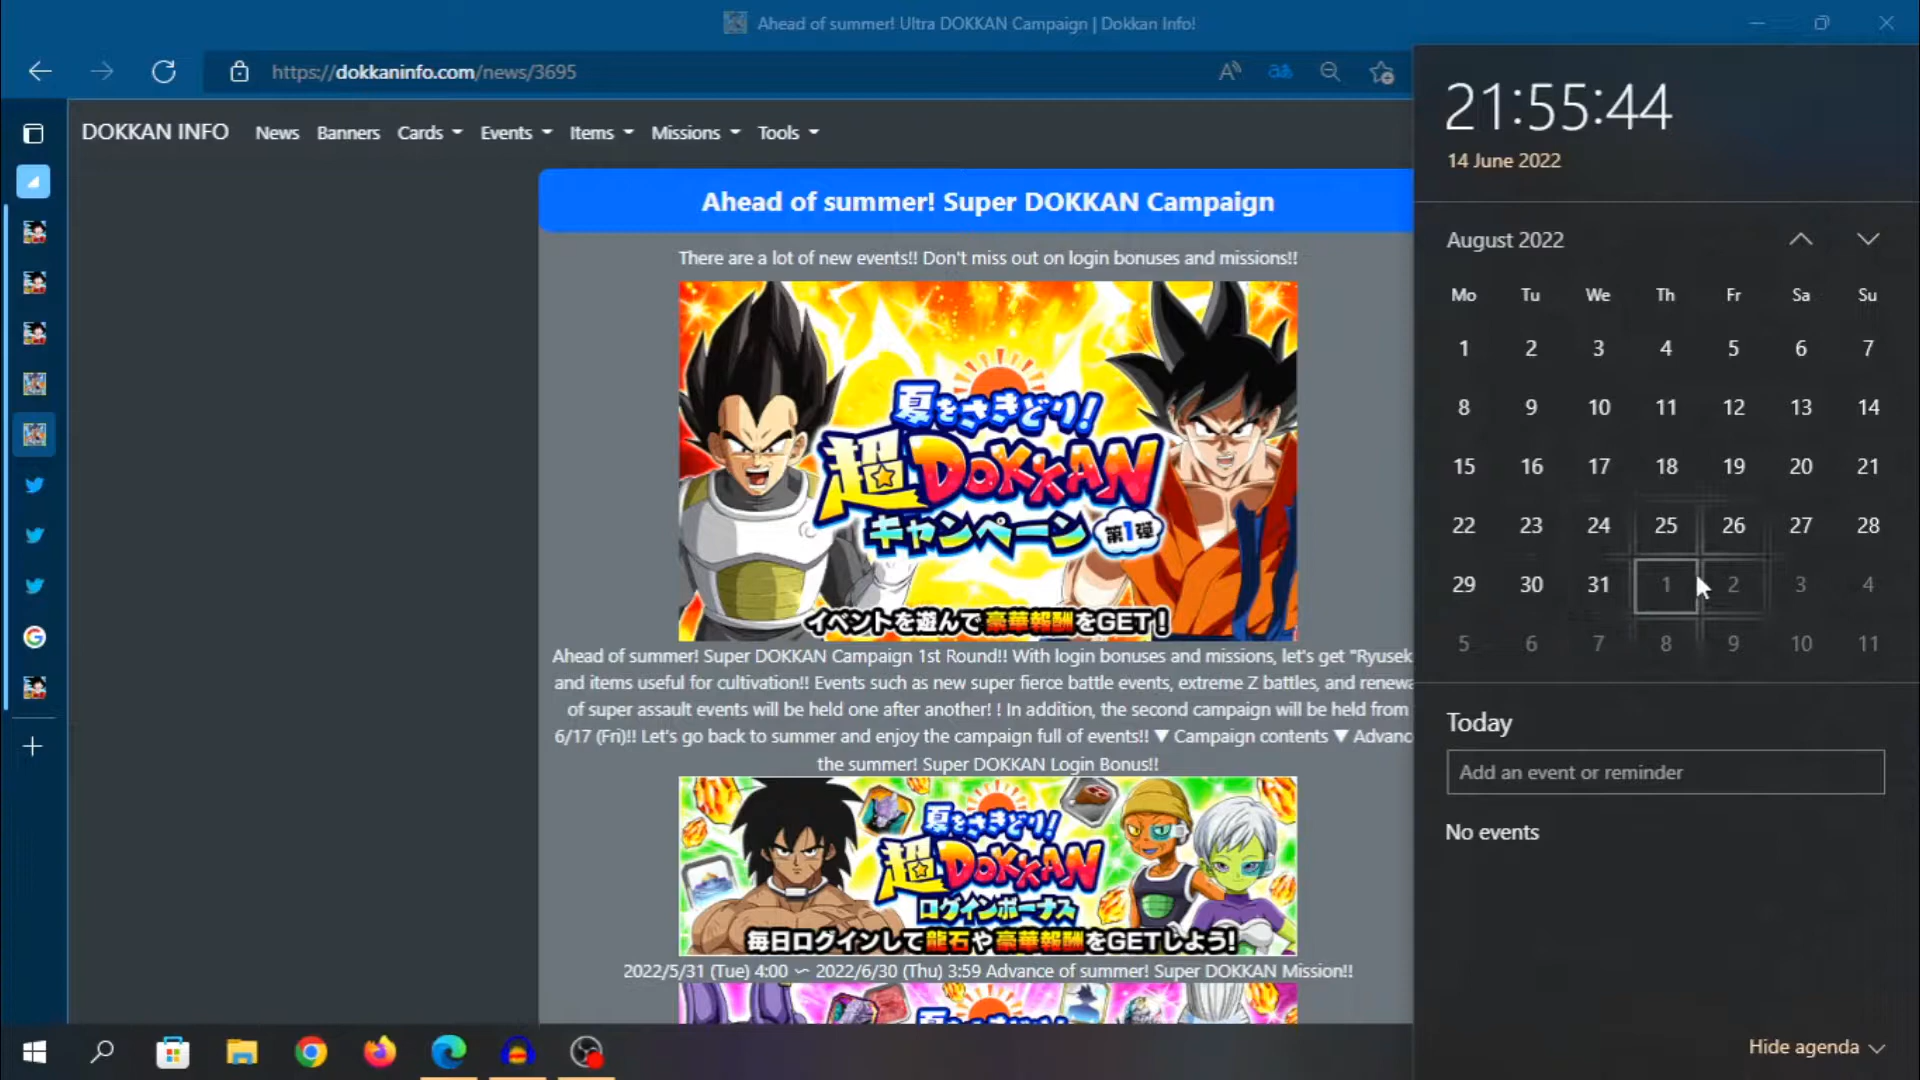 Ahead of summer! Ultra DOKKAN Campaign | Dokkan Info!
https://dokkaninfo.com/news/3695
DOKKAN INFO News Banners Cards Events Items Missions Tools
Ahead of summer! Super DOKKAN Campaign
There are a lot of new events!! Don't miss out on login bonuses and missions!!
夏をさきどり!
超DOKKAN
キャンペーン 第1弾
イベントを遊んで豪華報酬をGET!
Ahead of summer! Super DOKKAN Campaign 1st Round!! With login bonuses and missions, let's get "Ryusek
and items useful for cultivation!! Events such as new super fierce battle events, extreme Z battles, and renewa
of super assault events will be held one after another! ! In addition, the second campaign will be held from
6/17 (Fri)!! Let's go back to summer and enjoy the campaign full of events!! ▼ Campaign contents ▼ Advanc
the summer! Super DOKKAN Login Bonus!!
夏をさきどり!
超DOKKAN
ログインボーナス
毎日ログインして龍石や豪華報酬をGETしよう!
2022/5/31 (Tue) 4:00 ～ 2022/6/30 (Thu) 3:59 Advance of summer! Super DOKKAN Mission!!
21:55:44
14 June 2022
August 2022
Mo Tu We Th Fr Sa Su
1 2 3 4 5 6 7
8 9 10 11 12 13 14
15 16 17 18 19 20 21
22 23 24 25 26 27 28
29 30 31 1 2 3 4
5 6 7 8 9 10 11
Today
Add an event or reminder
No events
Hide agenda